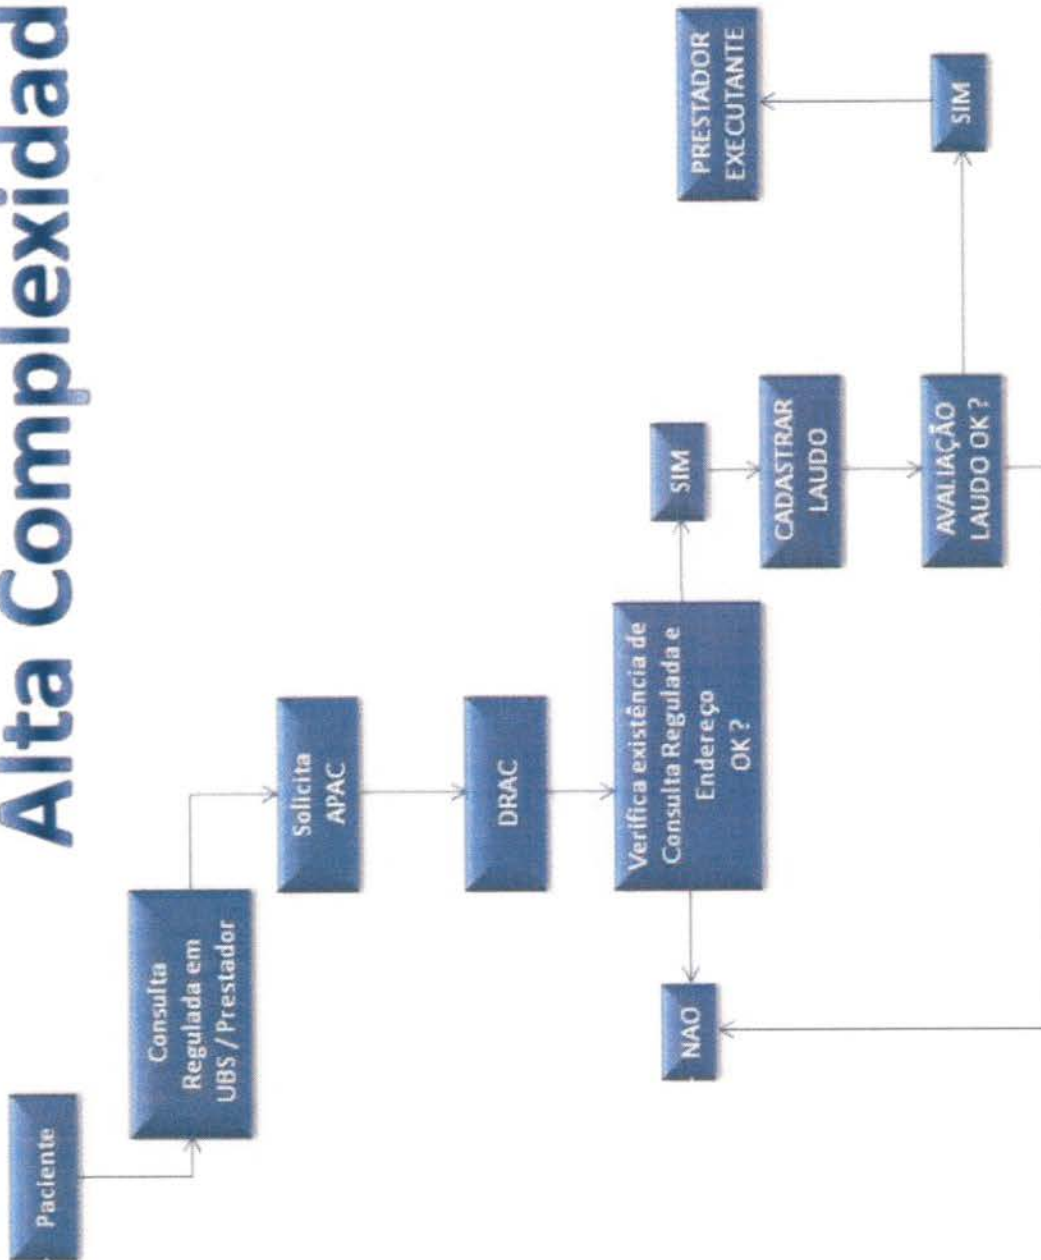 Alta Complexidad
Paciente
Consulta
Regulada em
UBS / Prestador
Solicita
APAC
DRAC
Verifica existência de
Consulta Regulada e
Endereço
OK ?
NAO
SIM
CADASTRAR
LAUDO
AVALIAÇÃO
LAUDO OK ?
SIM
PRESTADOR
EXECUTANTE